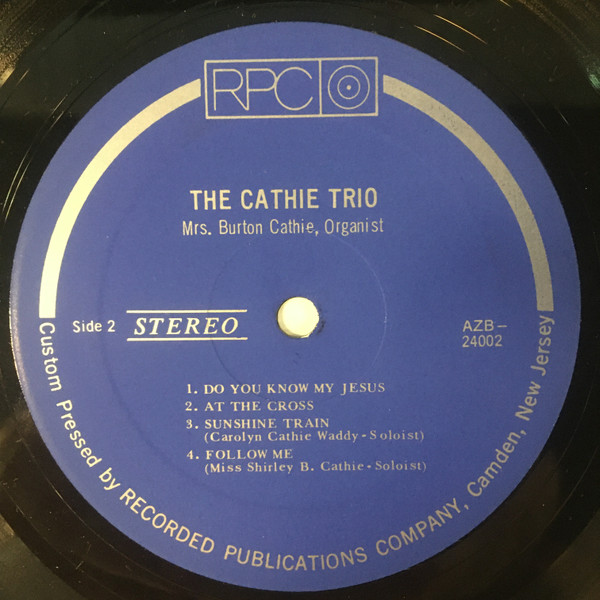 RPC
THE CATHIE TRIO
Mrs. Burton Cathie, Organist
Side 2 STEREO
AZB-
24002
1. DO YOU KNOW MY JESUS
2. AT THE CROSS
3. SUNSHINE TRAIN
(Carolyn Cathie Waddy-Soloist)
4. FOLLOW ME
(Miss Shirley B. Cathie-Soloist)
Custom Pressed by RECORDED PUBLICATIONS COMPANY, Camden, New Jersey